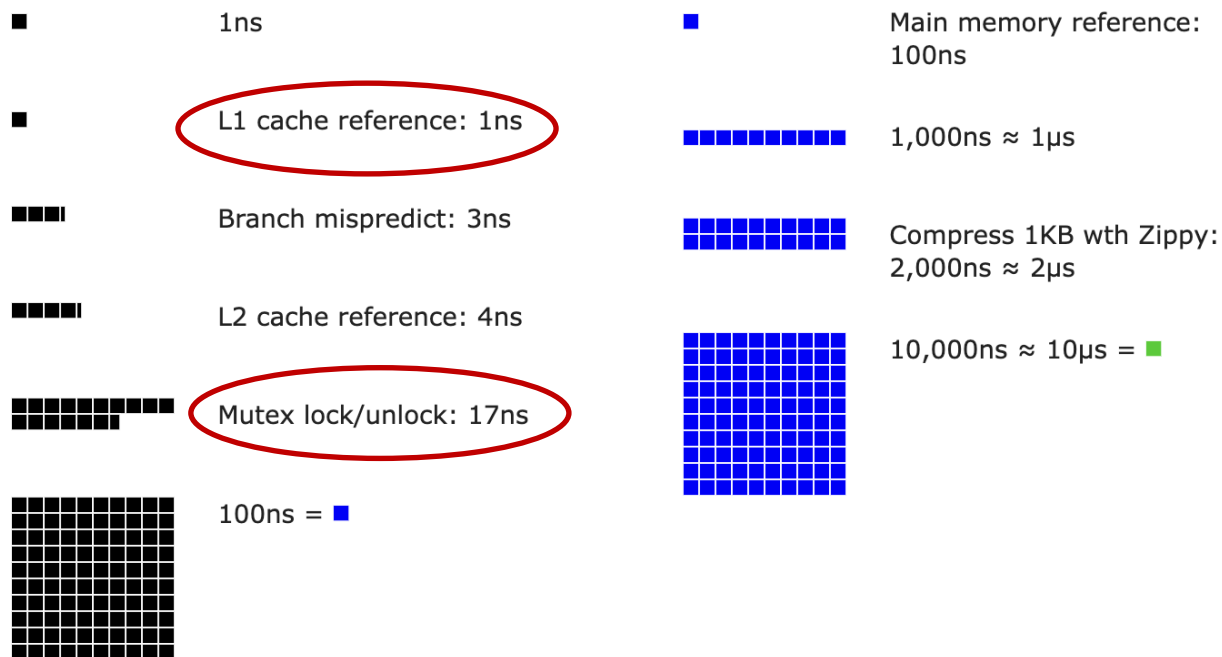 1ns
L1 cache reference: 1ns
Branch mispredict: 3ns
L2 cache reference: 4ns
Mutex lock/unlock: 17ns
100ns =
Main memory reference:
100ns
1,000ns ≈ 1μs
Compress 1KB wth Zippy:
2,000ns ≈ 2μs
10,000ns ≈ 10μs =